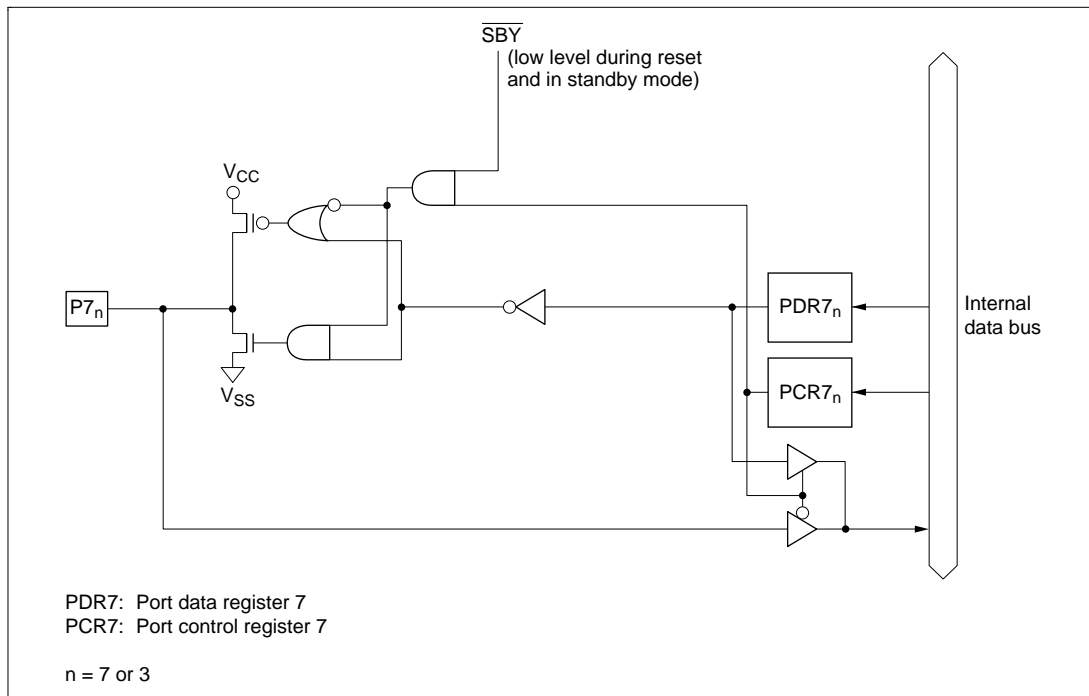 SBY
(low level during reset
and in standby mode)
VCC
P7n
VSS
PDR7n
PCR7n
Internal
data bus
PDR7: Port data register 7
PCR7: Port control register 7
n = 7 or 3